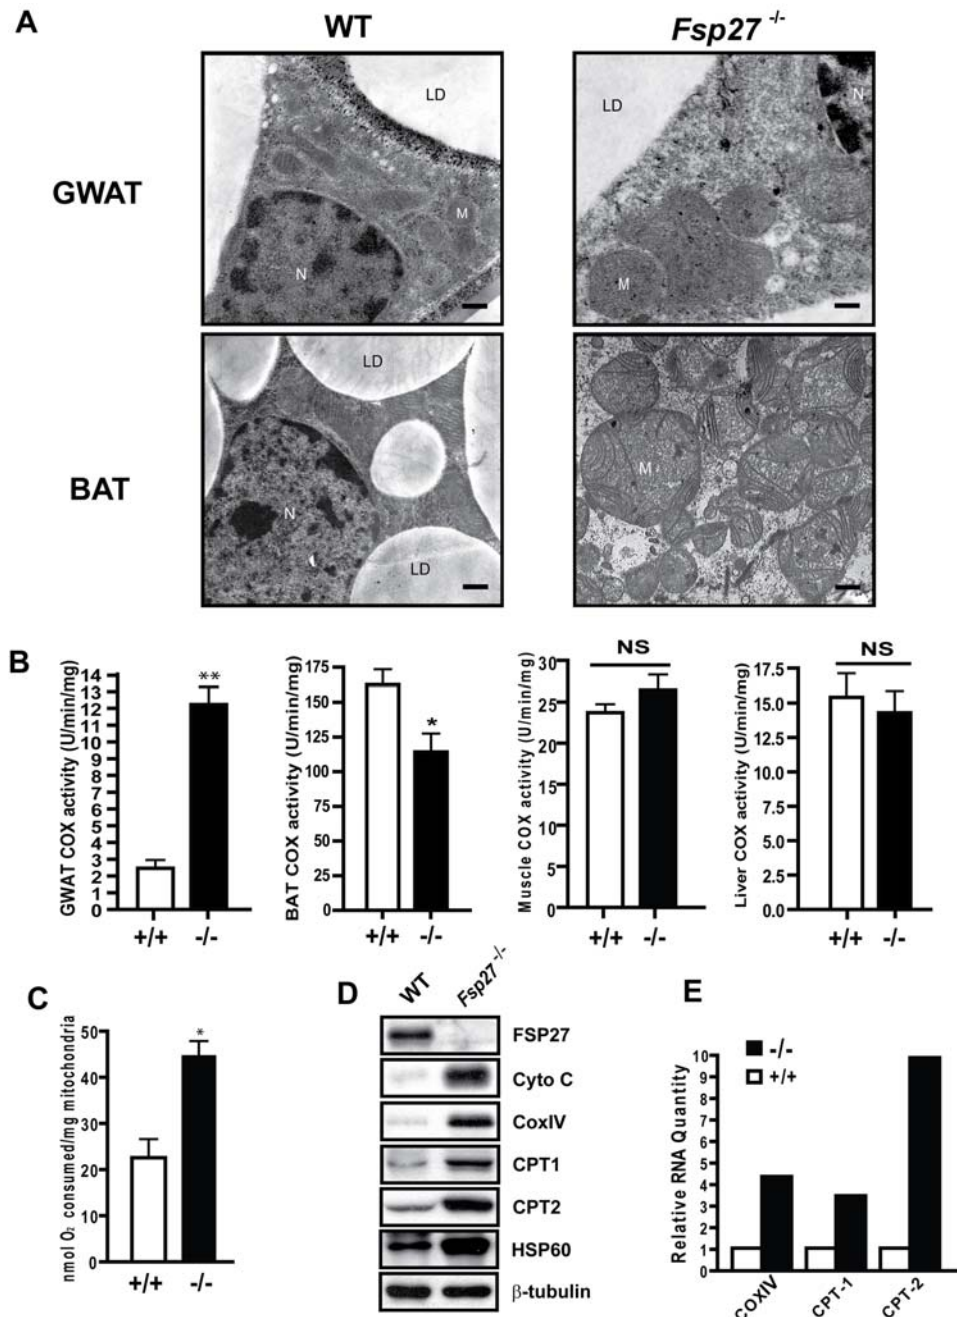 A
WT
Fsp27 -/-
GWAT
LD
M
N
LD
N
M
BAT
LD
N
LD
M
B
GWAT COX activity (U/min/mg)
14
13
12
11
10
9
8
7
6
5
4
3
2
1
0
**
+/+ -/-
BAT COX activity (U/min/mg)
175
150
125
100
75
50
25
0
*
+/+ -/-
Muscle COX activity (U/min/mg)
30
25
20
15
10
5
0
NS
+/+ -/-
Liver COX activity (U/min/mg)
17.5
15.0
12.5
10.0
7.5
5.0
2.5
0.0
NS
+/+ -/-
C
nmol O2 consumed/mg mitochondria
50
40
30
20
10
0
*
+/+ -/-
D
WT Fsp27 -/-
FSP27
Cyto C
CoxIV
CPT1
CPT2
HSP60
β-tubulin
E
-/-
+/+
Relative RNA Quantity
10
9
8
7
6
5
4
3
2
1
0
COXIV CPT-1 CPT-2